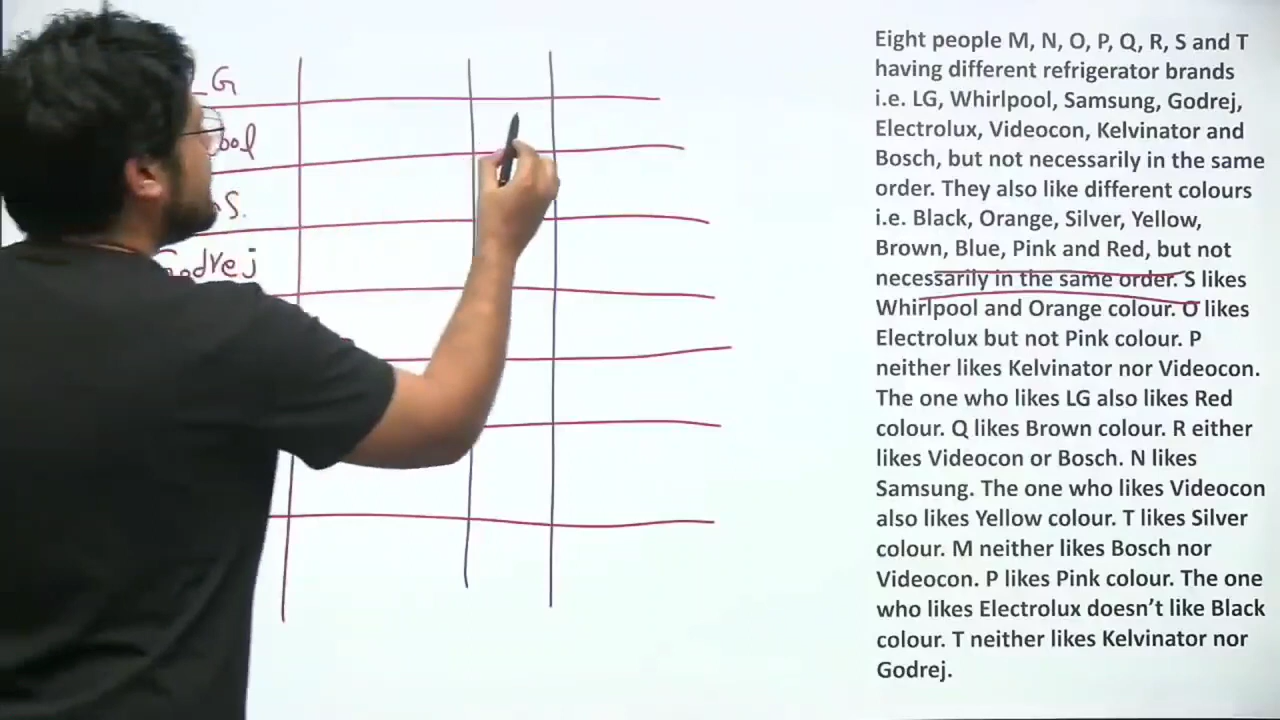 Eight people M, N, O, P, Q, R, S and T
having different refrigerator brands
i.e. LG, Whirlpool, Samsung, Godrej,
Electrolux, Videocon, Kelvinator and
Bosch, but not necessarily in the same
order. They also like different colours
i.e. Black, Orange, Silver, Yellow,
Brown, Blue, Pink and Red, but not
necessarily in the same order. S likes
Whirlpool and Orange colour. O likes
Electrolux but not Pink colour. P
neither likes Kelvinator nor Videocon.
The one who likes LG also likes Red
colour. Q likes Brown colour. R either
likes Videocon or Bosch. N likes
Samsung. The one who likes Videocon
also likes Yellow colour. T likes Silver
colour. M neither likes Bosch nor
Videocon. P likes Pink colour. The one
who likes Electrolux doesn't like Black
colour. T neither likes Kelvinator nor
Godrej.
Godrej